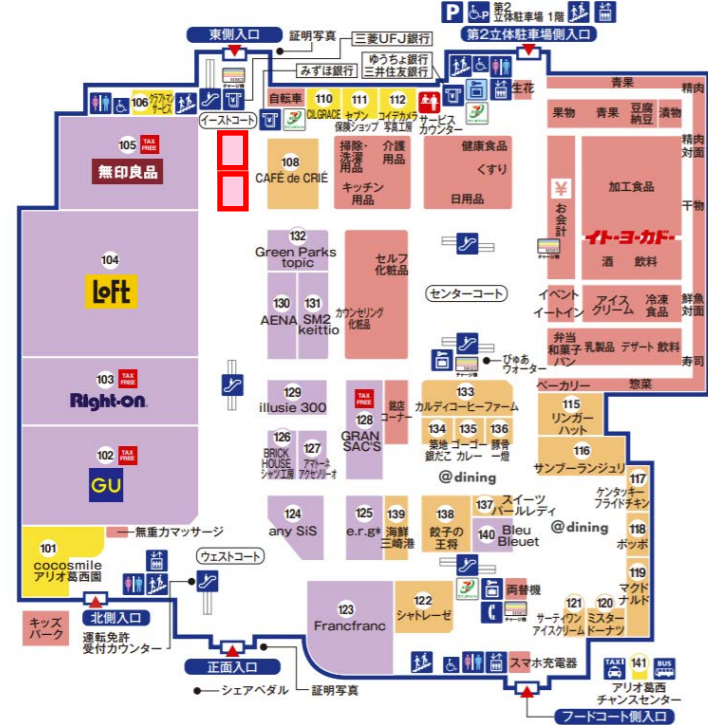 P
P
第2
立体駐車場 1階
東側入口
証明写真
三菱UFJ銀行
ゆうちょ銀行
三井住友銀行
みずほ銀行
第2立体駐車場側入口
106
クラフトマン
サービス
イーストコート
自転車
110
CILGRACE
111
セブン
保険ショップ
112
コイデカメラ
写真工房
サービス
カウンター
生花
青果
精肉
果物
青果
豆腐
納豆
漬物
精肉
対面
105
TAX
FREE
無印良品
108
CAFÉ de CRIÉ
掃除・
洗濯
用品
介護
用品
キッチン
用品
健康食品
くすり
日用品
¥
お会計
加工食品
干物
イトーヨーカドー
酒
飲料
104
LOFT
132
Green Parks
topic
130
AENA
131
SM2
keittio
セルフ
化粧品
カウンセリング
化粧品
センターコート
イベント
イートイン
アイス
クリーム
冷凍
食品
鮮魚
対面
弁当
和菓子
パン
乳製品
デザート
飲料
寿司
ぴゅあ
ウォーター
103
TAX
FREE
Right-on
129
illusie 300
TAX
FREE
128
GRAN
SAC'S
銘店
コーナー
133
カルディコーヒーファーム
ベーカリー
惣菜
115
リンガー
ハット
126
BRICK
HOUSE
シャツ工房
127
アマトーネ
アクセソリーオ
134
築地
銀だこ
135
ゴーゴー
カレー
136
豚骨
一燈
116
サンブーランジュリ
102
TAX
FREE
GU
@dining
117
ケンタッキー
フライドチキン
124
any SiS
125
e.r.g*
139
海鮮
三崎港
138
餃子の
王将
137
スイーツ
パールレディ
140
Bleu
Bleuet
@dining
118
ポッポ
無重力マッサージ
101
cocosmile
アリオ葛西園
ウェストコート
119
マクド
ナルド
123
Francfranc
122
シャトレーゼ
両替機
121
サーティワン
アイスクリーム
120
ミスター
ドーナツ
キッズ
パーク
北側入口
運転免許
受付カウンター
正面入口
シェアペダル
証明写真
スマホ充電器
TAXI
141
BUS
アリオ葛西
チャンスセンター
フードコート側入口